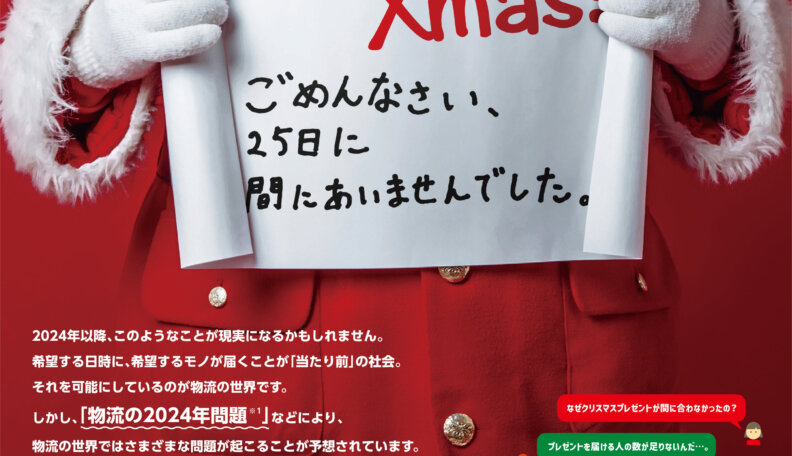 Xmas!
ごめんなさい、
25日に
間にあいませんでした。
2024年以降、このようなことが現実になるかもしれません。
希望する日時に、希望するモノが届くことが「当たり前」の社会。
それを可能にしているのが物流の世界です。
しかし、「物流の2024年問題※1」などにより、
物流の世界ではさまざまな問題が起こることが予想されています。
なぜクリスマスプレゼントが間に合わなかったの？
プレゼントを届ける人の数が足りないんだ…。